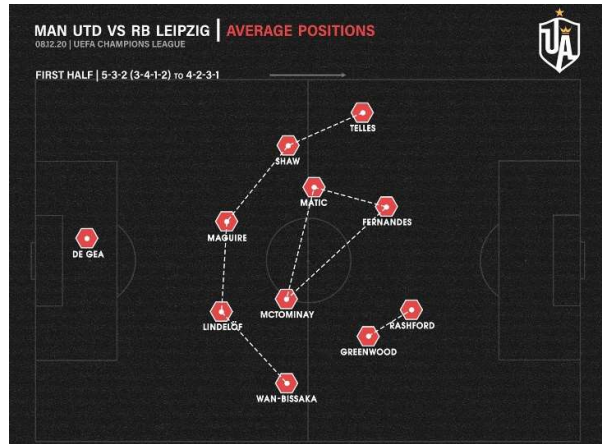 MAN UTD VS RB LEIPZIG | AVERAGE POSITIONS
08.12.20 | UEFA CHAMPIONS LEAGUE
UA
FIRST HALF | 5-3-2 (3-4-1-2) TO 4-2-3-1
TELLES
SHAW
MATIC
FERNANDES
MAGUIRE
DE GEA
MCTOMINAY
LINDELÖF
RASHFORD
GREENWOOD
WAN-BISSAKA